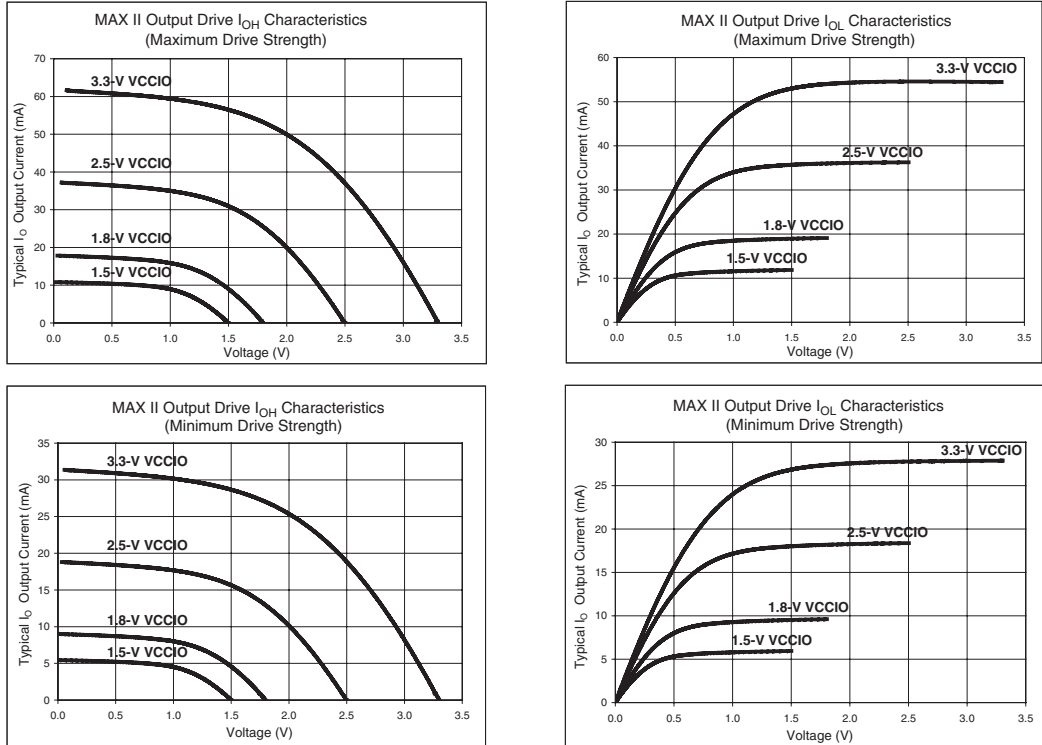 MAX II Output Drive IOH Characteristics
(Maximum Drive Strength)
Typical IO Output Current (mA)
70
60
50
40
30
20
10
0
3.3-V VCCIO
2.5-V VCCIO
1.8-V VCCIO
1.5-V VCCIO
0.0 0.5 1.0 1.5 2.0 2.5 3.0 3.5
Voltage (V)
MAX II Output Drive IOL Characteristics
(Maximum Drive Strength)
Typical IO Output Current (mA)
60
50
40
30
20
10
0
3.3-V VCCIO
2.5-V VCCIO
1.8-V VCCIO
1.5-V VCCIO
0.0 0.5 1.0 1.5 2.0 2.5 3.0 3.5
Voltage (V)
MAX II Output Drive IOH Characteristics
(Minimum Drive Strength)
Typical IO Output Current (mA)
35
30
25
20
15
10
5
0
3.3-V VCCIO
2.5-V VCCIO
1.8-V VCCIO
1.5-V VCCIO
0.0 0.5 1.0 1.5 2.0 2.5 3.0 3.5
Voltage (V)
MAX II Output Drive IOL Characteristics
(Minimum Drive Strength)
Typical IO Output Current (mA)
30
25
20
15
10
5
0
3.3-V VCCIO
2.5-V VCCIO
1.8-V VCCIO
1.5-V VCCIO
0.0 0.5 1.0 1.5 2.0 2.5 3.0 3.5
Voltage (V)